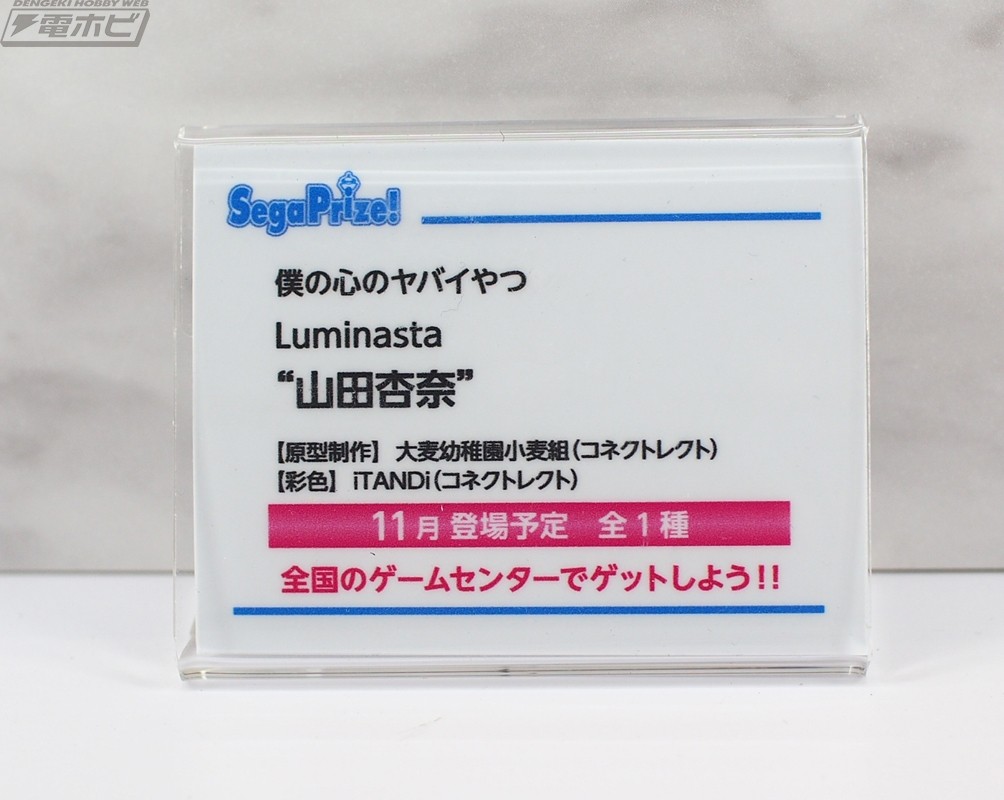 DENGEKI HOBBY WEB
電ホビ
SegaPrize!
僕の心のヤバイやつ
Luminasta
“山田杏奈”
【原型制作】 大麦幼稚園小麦組(コネクトレクト)
【彩色】 iTANDi(コネクトレクト)
11月 登場予定 全1種
全国のゲームセンターでゲットしよう!!